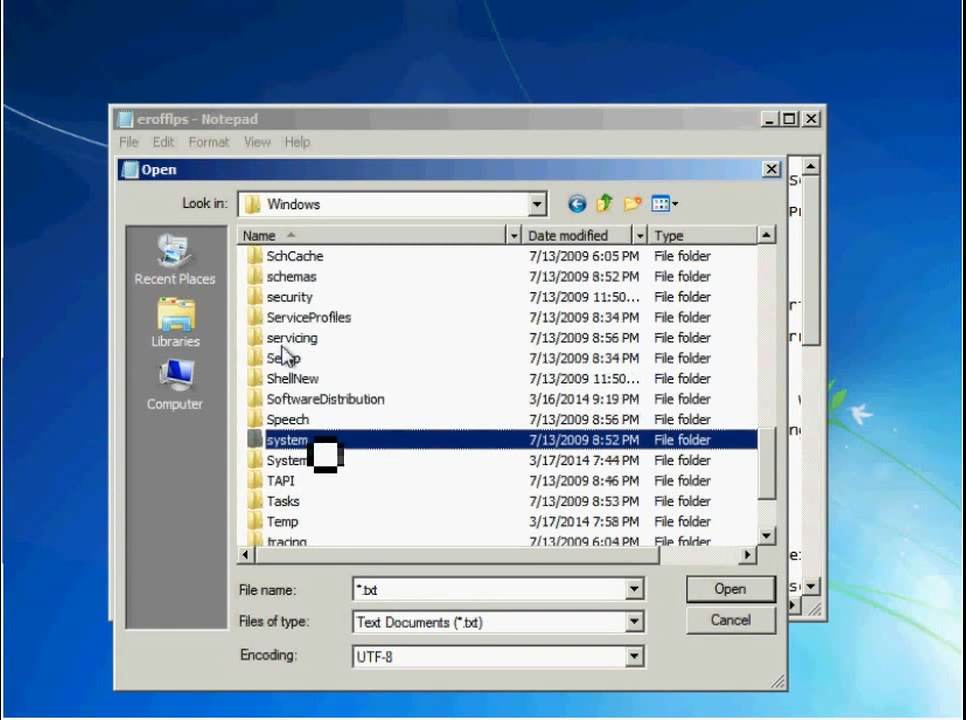 erofflps - Notepad
File Edit Format View Help
Open
Look in: Windows
Name Date modified Type
SchCache 7/13/2009 6:05 PM File folder
schemas 7/13/2009 8:52 PM File folder
security 7/13/2009 11:50... File folder
ServiceProfiles 7/13/2009 8:34 PM File folder
servicing 7/13/2009 8:56 PM File folder
7/13/2009 8:34 PM File folder
ShellNew 7/13/2009 11:50... File folder
SoftwareDistribution 3/16/2014 9:19 PM File folder
Speech 7/13/2009 8:56 PM File folder
system 7/13/2009 8:52 PM File folder
System 3/17/2014 7:44 PM File folder
TAPI 7/13/2009 8:46 PM File folder
Tasks 7/13/2009 8:53 PM File folder
Temp 3/17/2014 7:58 PM File folder
tracing 7/13/2009 6:04 PM File folder
Recent Places
Libraries
Computer
File name: *.txt Open
Files of type: Text Documents (*.txt) Cancel
Encoding: UTF-8